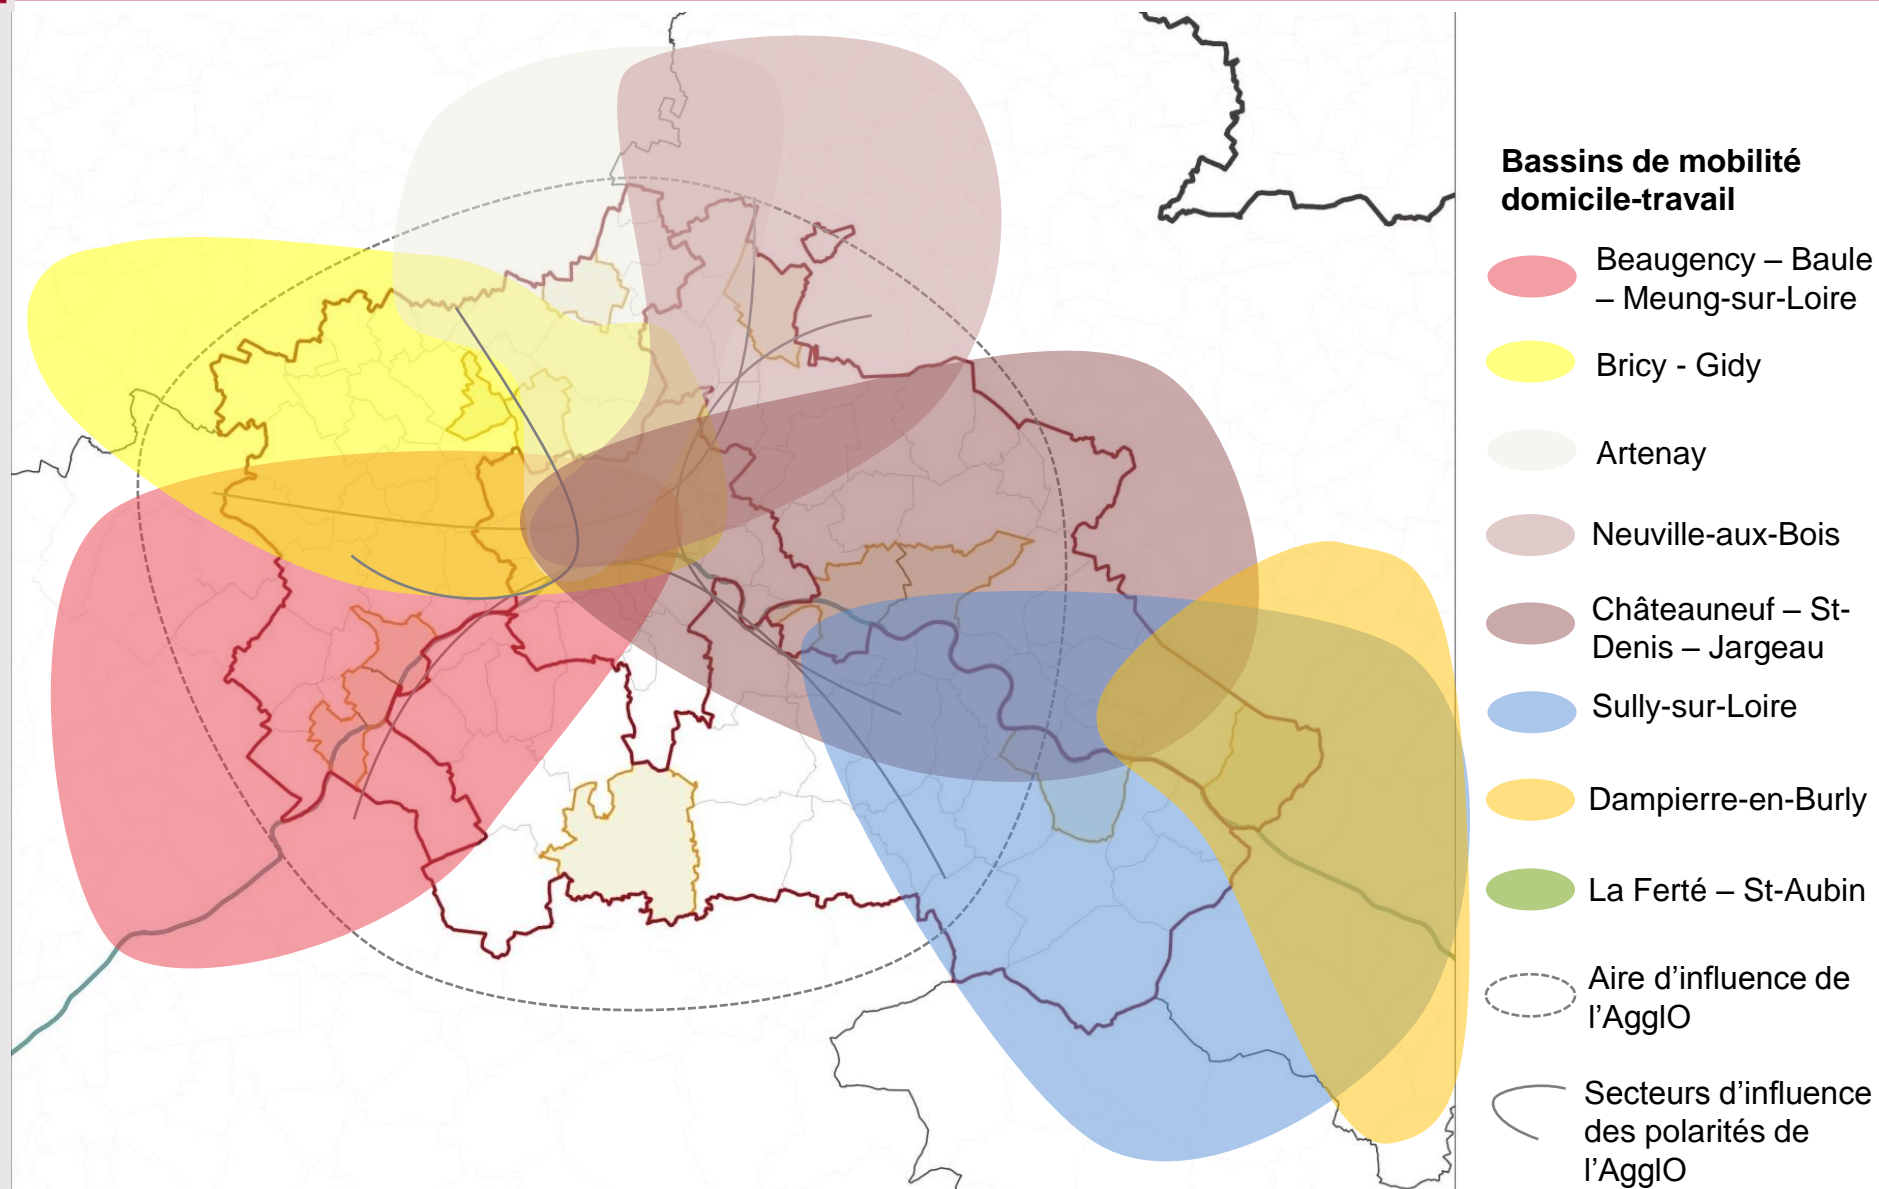 Bassins de mobilité
domicile-travail
Beaugency – Baule
– Meung-sur-Loire
Bricy - Gidy
Artenay
Neuville-aux-Bois
Châteauneuf – St-
Denis – Jargeau
Sully-sur-Loire
Dampierre-en-Burly
La Ferté – St-Aubin
Aire d’influence de
l’AgglO
Secteurs d’influence
des polarités de
l’AgglO